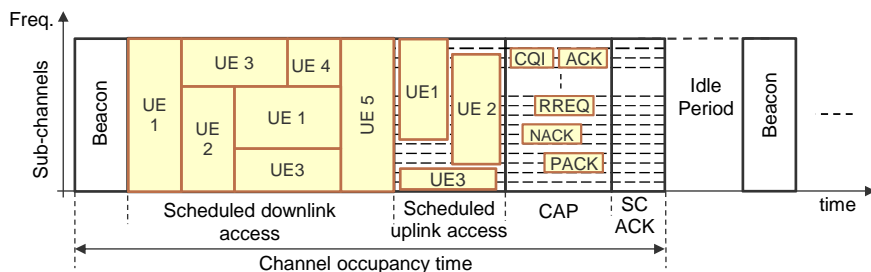 Freq.
Sub-channels
Beacon
UE 1
UE 3
UE 4
UE 2
UE 1
UE3
UE 5
UE1
UE 2
UE3
CQI
ACK
RREQ
NACK
PACK
Idle
Period
Beacon
time
Scheduled downlink
access
Scheduled
uplink access
CAP
SC
ACK
Channel occupancy time